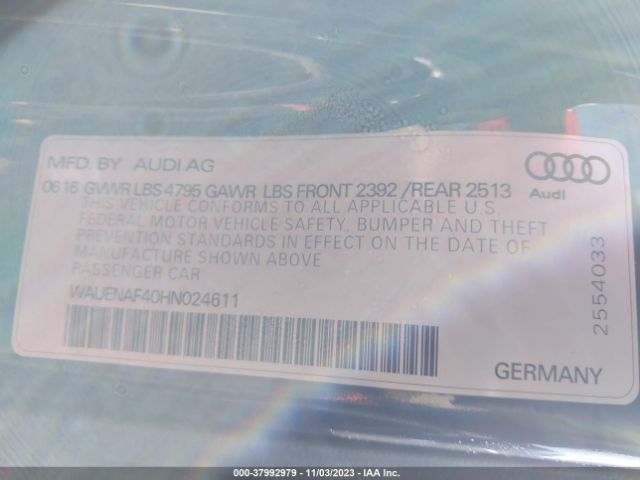 MFD. BY AUDI AG
Audi
06 16 GVWR LBS 4795 GAWR LBS FRONT 2392 /REAR 2513
THIS VEHICLE CONFORMS TO ALL APPLICABLE U.S.
FEDERAL MOTOR VEHICLE SAFETY, BUMPER AND THEFT
PREVENTION STANDARDS IN EFFECT ON THE DATE OF
MANUFACTURE SHOWN ABOVE
PASSENGER CAR
WAUENAF40HN024611
2554033
GERMANY
000-37992979 - 11/03/2023 - IAA Inc.